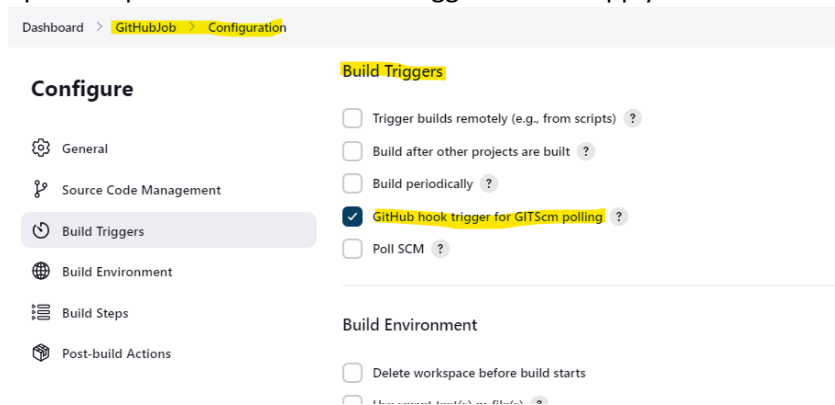 Dashboard > GitHubJob > Configuration
Configure
General
Source Code Management
Build Triggers
Build Environment
Build Steps
Post-build Actions
Build Triggers
Trigger builds remotely (e.g., from scripts) ?
Build after other projects are built ?
Build periodically ?
GitHub hook trigger for GITScm polling ?
Poll SCM ?
Build Environment
Delete workspace before build starts